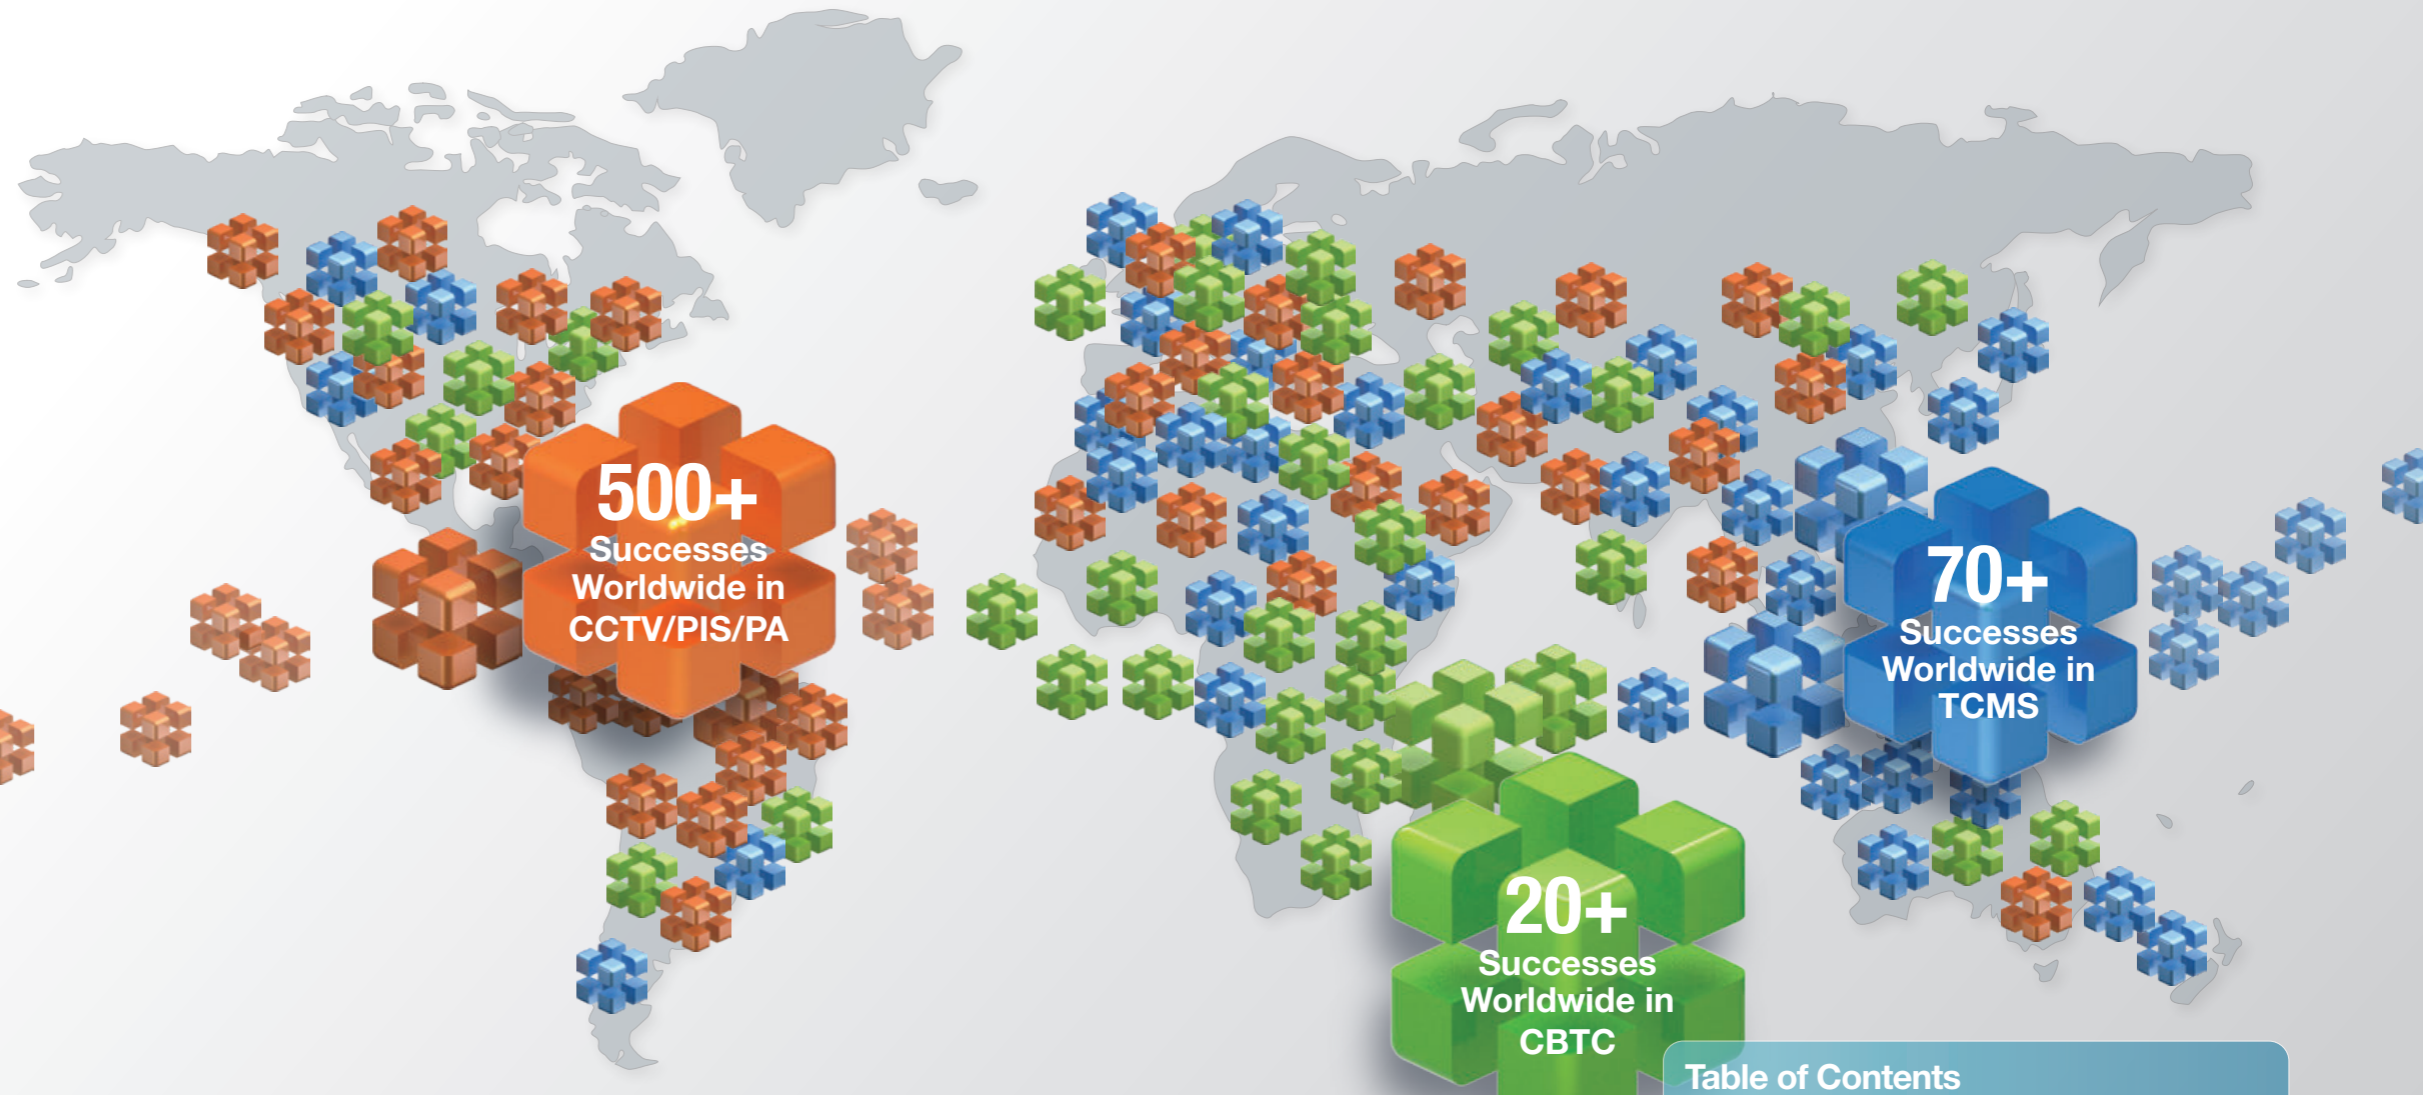 500+
Successes
Worldwide in
CCTV/PIS/PA
70+
Successes
Worldwide in
TCMS
20+
Successes
Worldwide in
CBTC
Table of Contents